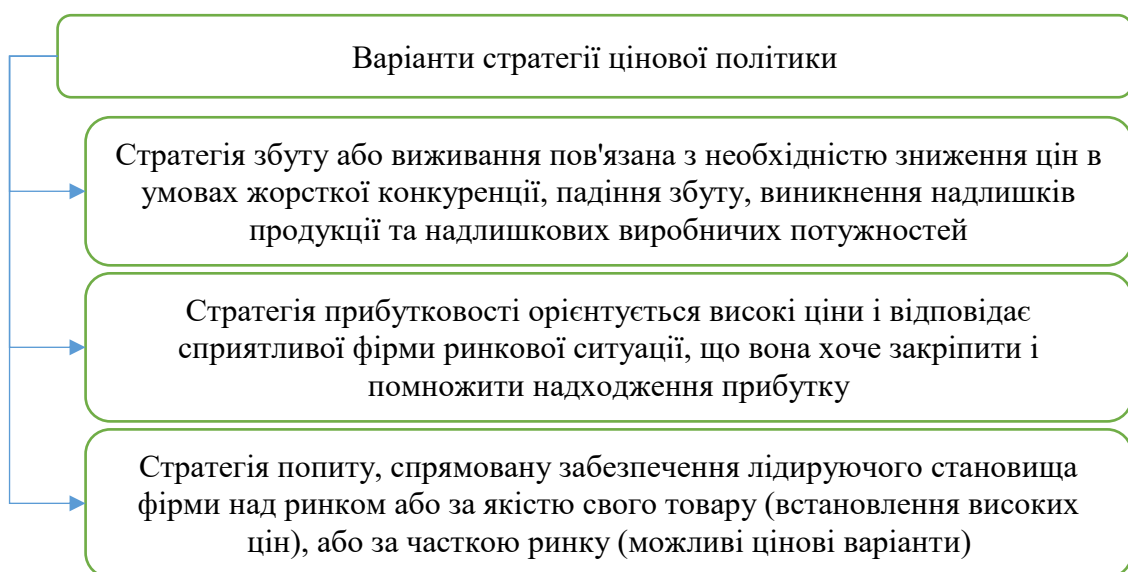 Варіанти стратегії цінової політики
Стратегія збуту або виживання пов'язана з необхідністю зниження цін в
умовах жорсткої конкуренції, падіння збуту, виникнення надлишків
продукції та надлишкових виробничих потужностей
Стратегія прибутковості орієнтується високі ціни і відповідає
сприятливої фірми ринкової ситуації, що вона хоче закріпити і
помножити надходження прибутку
Стратегія попиту, спрямовану забезпечення лідируючого становища
фірми над ринком або за якістю свого товару (встановлення високих
цін), або за часткою ринку (можливі цінові варіанти)